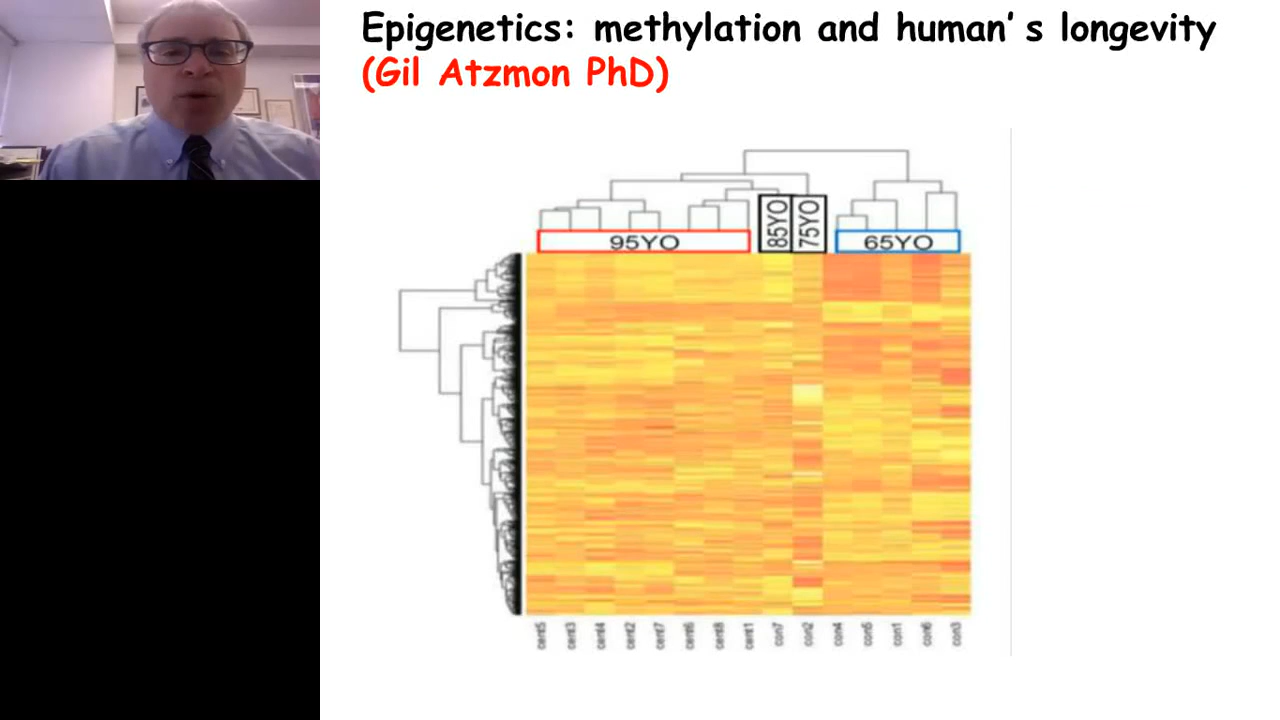 Epigenetics: methylation and human's longevity
(Gil Atzmon PhD)
95YO 85YO 75YO 65YO
cent5 cent3 cent4 cent2 cent7 cent6 cent8 cent1 con7 con2 con4 con5 con1 con6 con3